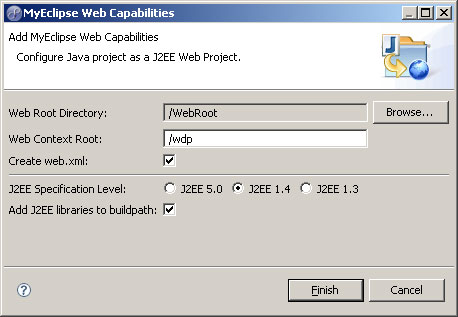 MyEclipse Web Capabilities
Add MyEclipse Web Capabilities
Configure Java project as a J2EE Web Project.
J
Web Root Directory: /WebRoot Browse...
Web Context Root: /wdp
Create web.xml:
J2EE Specification Level: J2EE 5.0 J2EE 1.4 J2EE 1.3
Add J2EE libraries to buildpath:
? Finish Cancel